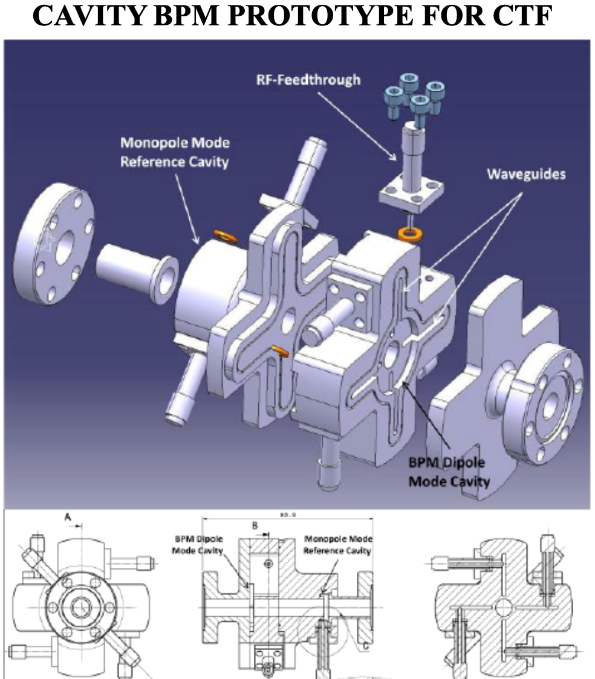 CAVITY BPM PROTOTYPE FOR CTF
RF-Feedthrough
Monopole Mode
Reference Cavity
Waveguides
BPM Dipole
Mode Cavity
A
B
BPM Dipole
Mode Cavity
Monopole Mode
Reference Cavity
C